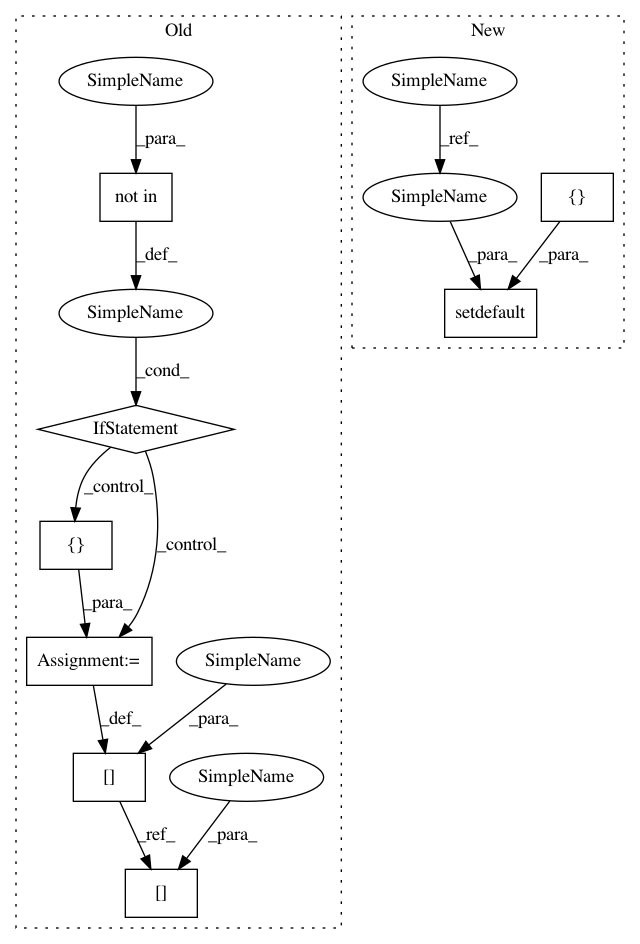 Old
New
SimpleName
SimpleName
_para_
_ref_
not in
SimpleName
{}
_def_
_para_
_para_
SimpleName
setdefault
_cond_
IfStatement
_control_
{}
_control_
_para_
Assignment:=
SimpleName
_def_
_para_
[]
SimpleName
_ref_
_para_
[]